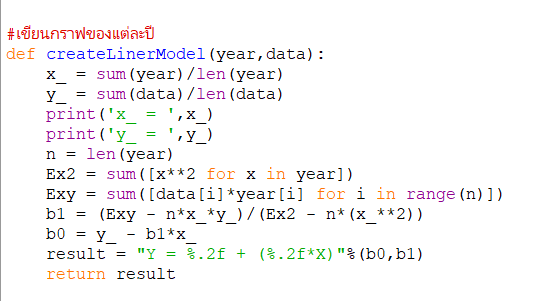 #เขียนกราฟของแต่ละปี
def createLinerModel(year,data):
    x_ = sum(year)/len(year)
    y_ = sum(data)/len(data)
    print('x_ = ',x_)
    print('y_ = ',y_)
    n = len(year)
    Ex2 = sum([x**2 for x in year])
    Exy = sum([data[i]*year[i] for i in range(n)])
    b1 = (Exy - n*x_*y_)/(Ex2 - n*(x_**2))
    b0 = y_ - b1*x_
    result = "Y = %.2f + (%.2f*X)"%(b0,b1)
    return result